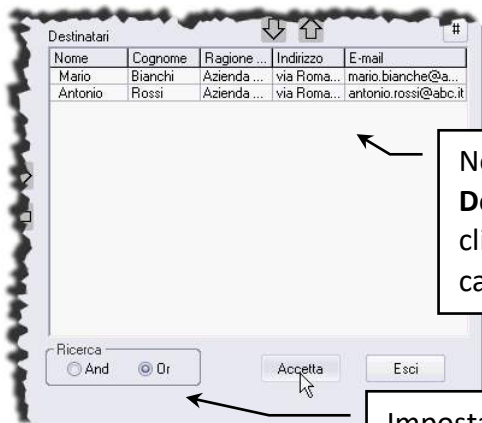 Destinatari
#
Nome Cognome Ragione ... Indirizzo E-mail
Mario Bianchi Azienda ... via Roma... mario.bianche@a...
Antonio Rossi Azienda ... via Roma... antonio.rossi@abc.it
Ricerca
And Or
Accetta Esci